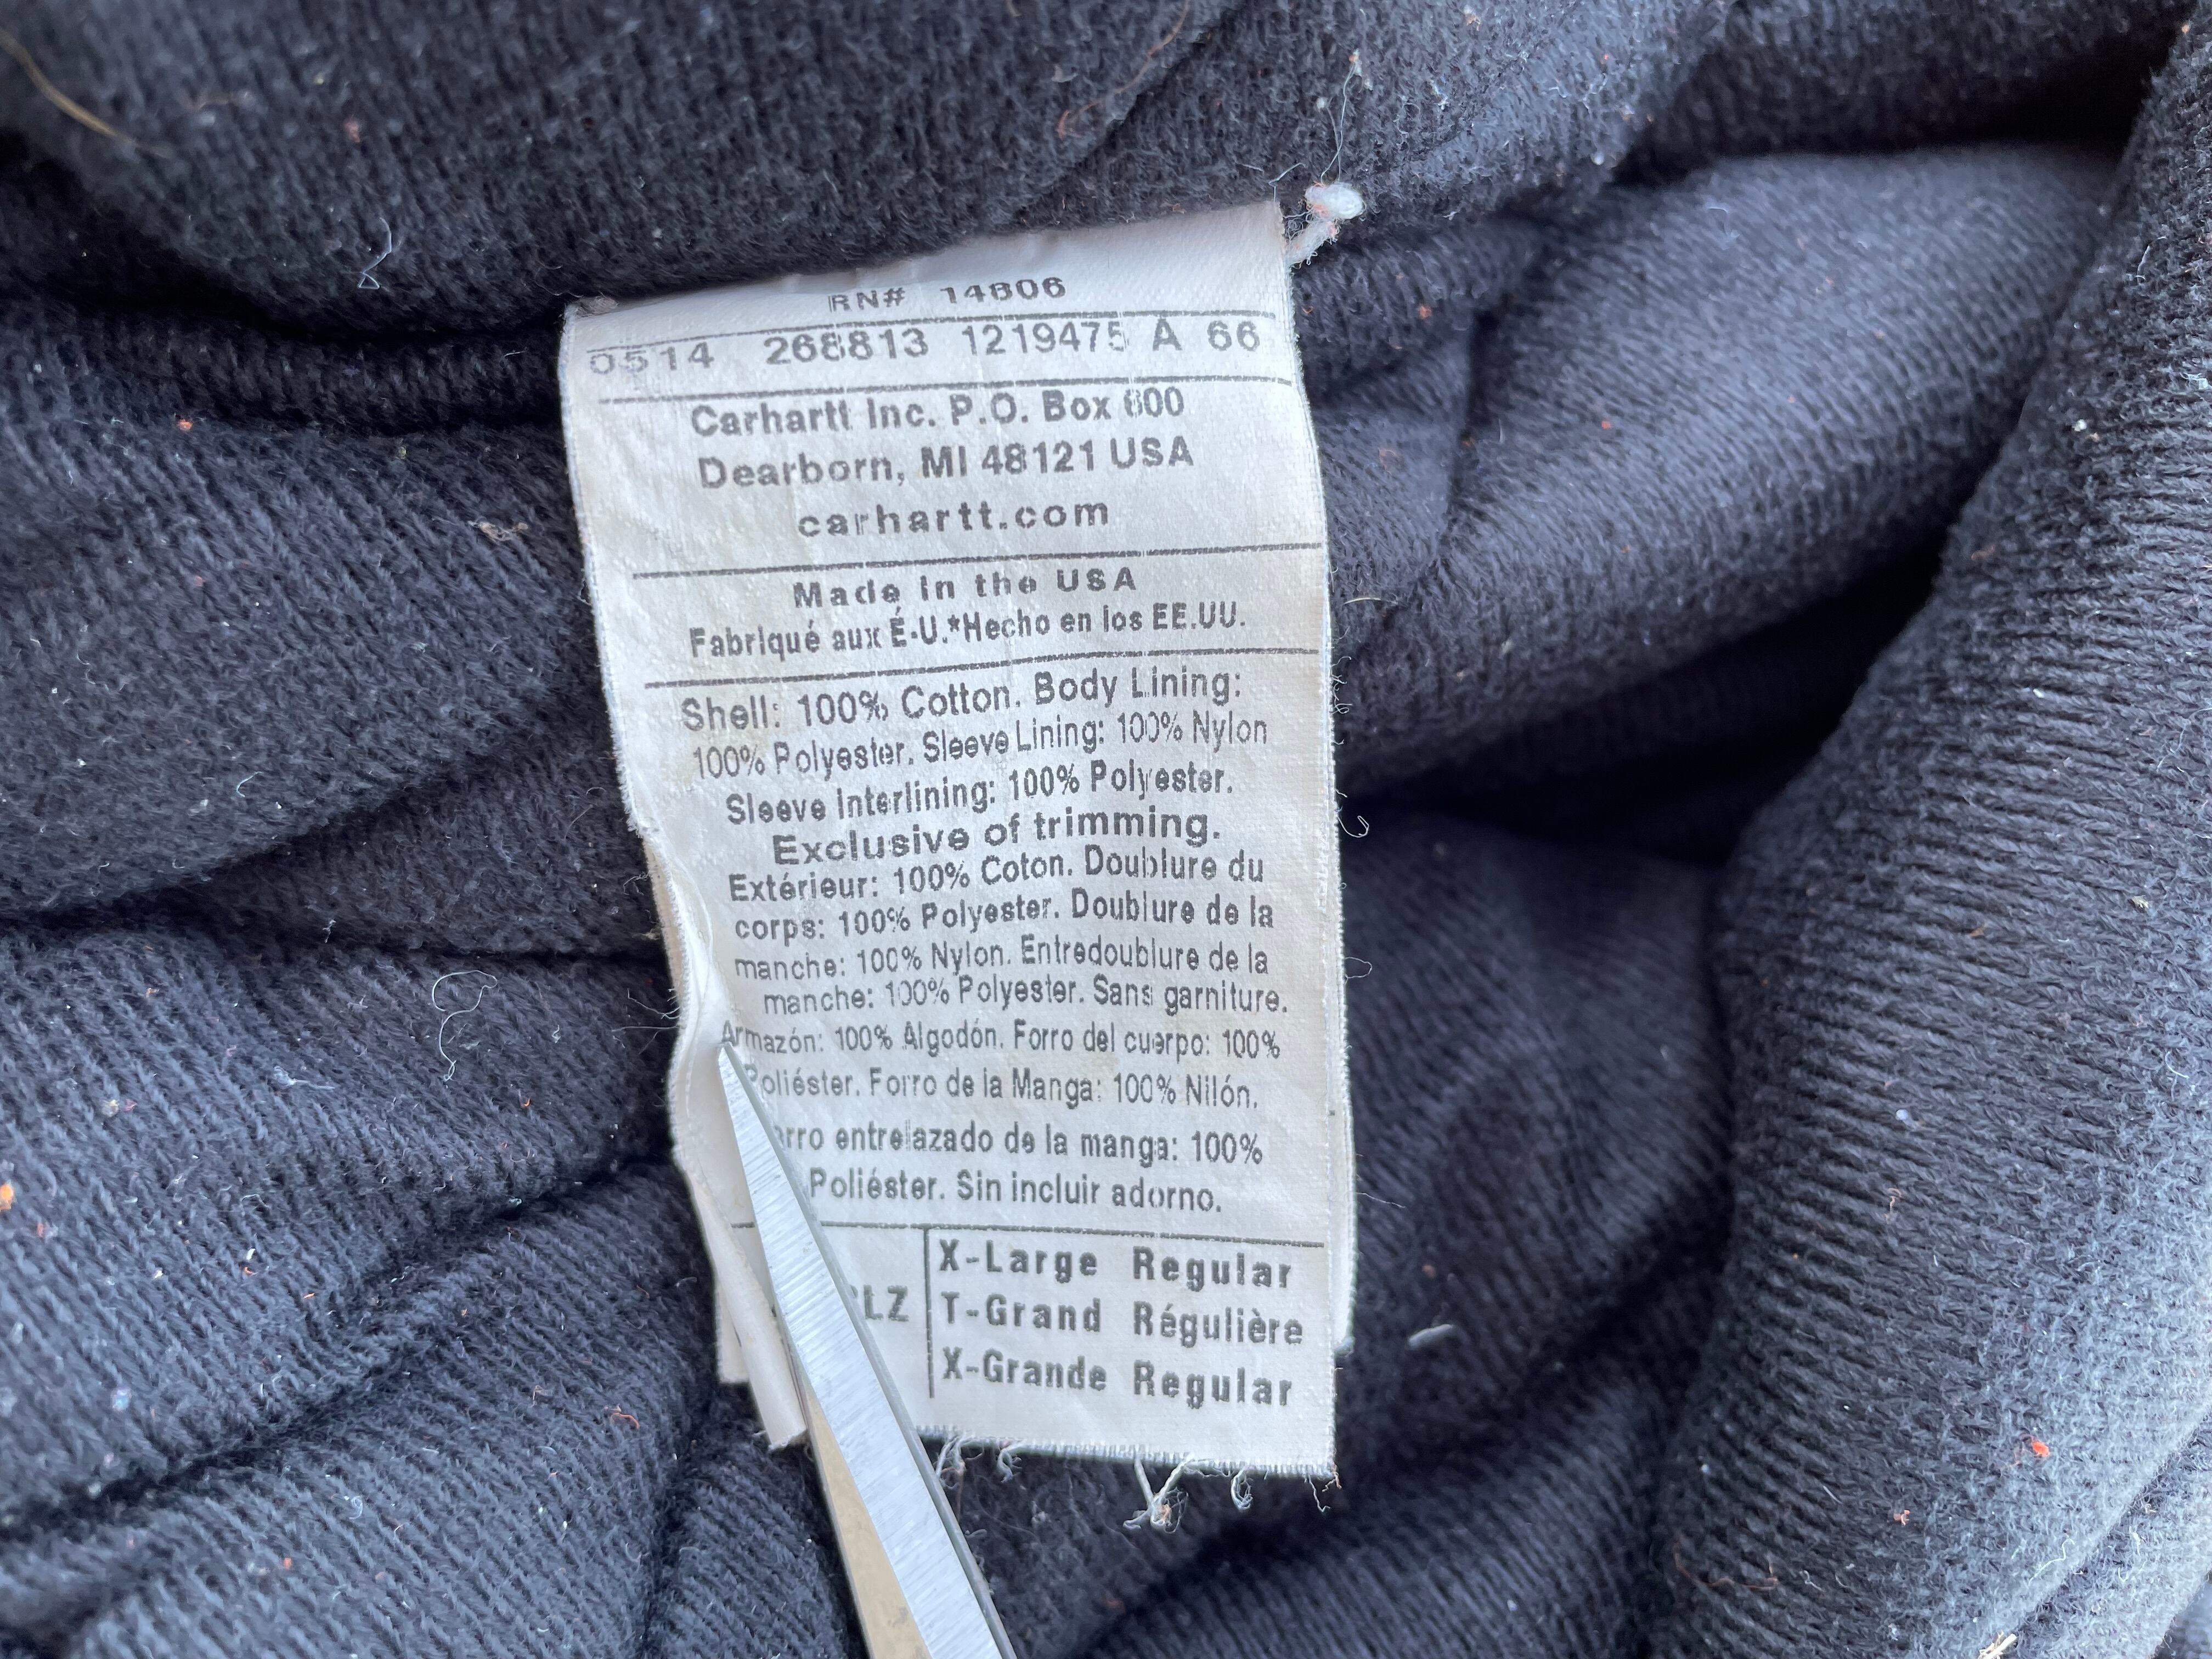 RN# 14806
0514 268813 1219475 A 66
Carhartt Inc. P.O. Box 600
Dearborn, MI 48121 USA
carhartt.com
Made in the USA
Fabriqué aux É-U.*Hecho en los EE.UU.
Shell: 100% Cotton. Body Lining:
100% Polyester. Sleeve Lining: 100% Nylon
Sleeve Interlining: 100% Polyester.
Exclusive of trimming.
Extérieur: 100% Coton. Doublure du
corps: 100% Polyester. Doublure de la
manche: 100% Nylon. Entredoublure de la
manche: 100% Polyester. Sans garniture.
Armazón: 100% Algodón. Forro del cuerpo: 100%
Poliéster. Forro de la Manga: 100% Nilón.
entrelazado de la manga: 100%
Poliéster. Sin incluir adorno.
X-Large Regular
T-Grand Régulière
X-Grande Regular